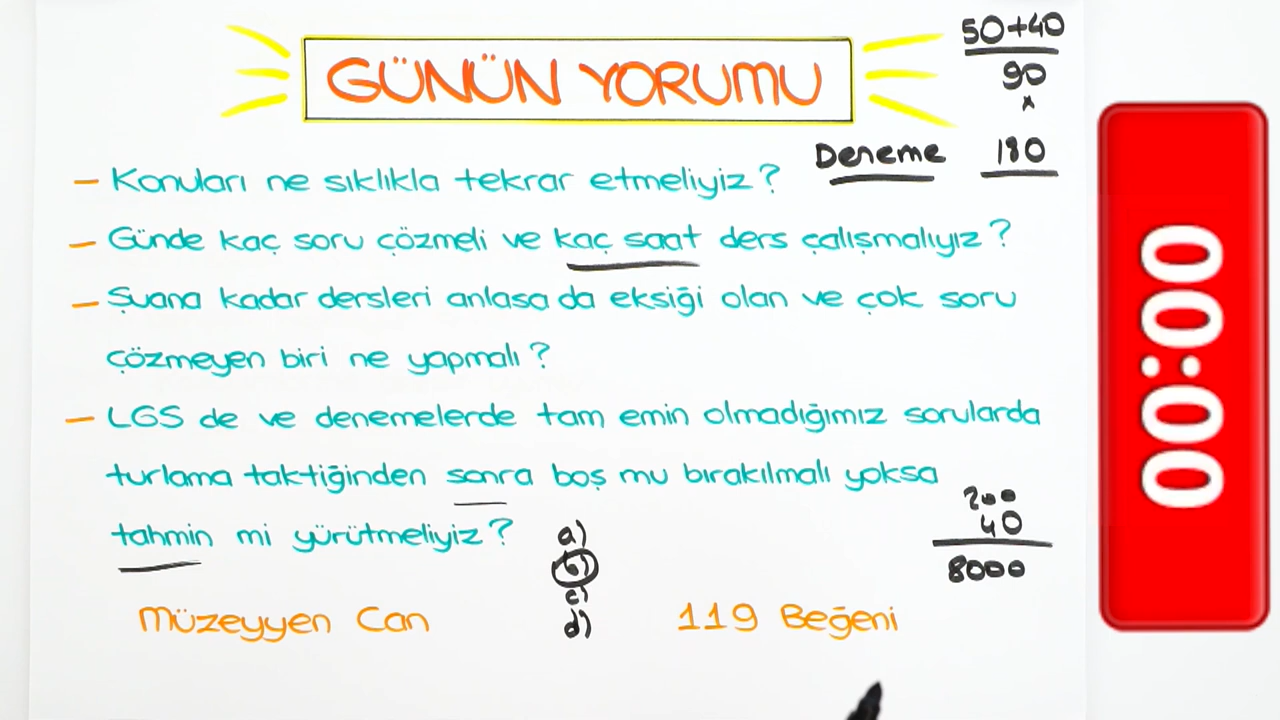 GÜNÜN YORUMU
50+40
90
x
180
Deneme
- Konuları ne sıklıkla tekrar etmeliyiz?
- Günde kaç soru çözmeli ve kaç saat ders çalışmalıyız?
- Şuana kadar dersleri anlasa da eksiği olan ve çok soru
çözmeyen biri ne yapmalı?
- LGS de ve denemelerde tam emin olmadığımız sorularda
turlama taktiğinden sonra boş mu bırakılmalı yoksa
tahmin mi yürütmeliyiz?
a)
b)
c)
d)
200
40
8000
Müzeyyen Can
119 Beğeni
00:00